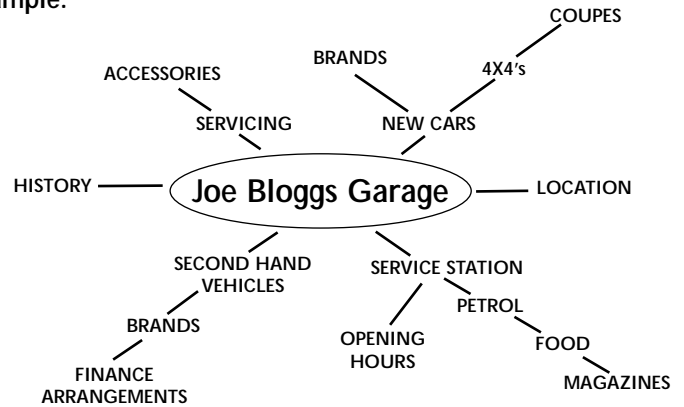 COUPES
BRANDS
4X4's
ACCESSORIES
SERVICING
NEW CARS
HISTORY
Joe Bloggs Garage
LOCATION
SECOND HAND
VEHICLES
SERVICE STATION
PETROL
BRANDS
OPENING
HOURS
FOOD
FINANCE
ARRANGEMENTS
MAGAZINES